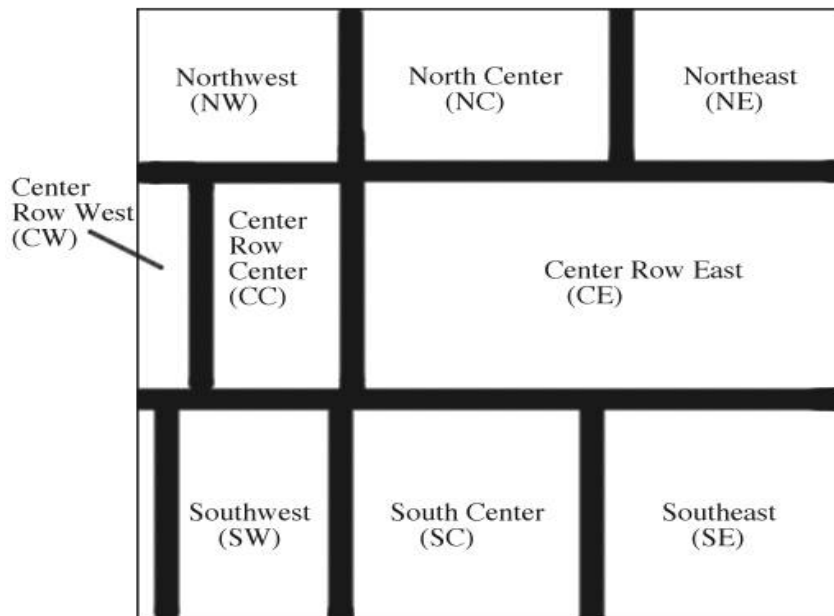 Northwest
(NW)
North Center
(NC)
Northeast
(NE)
Center
Row West
(CW)
Center
Row
Center
(CC)
Center Row East
(CE)
Southwest
(SW)
South Center
(SC)
Southeast
(SE)